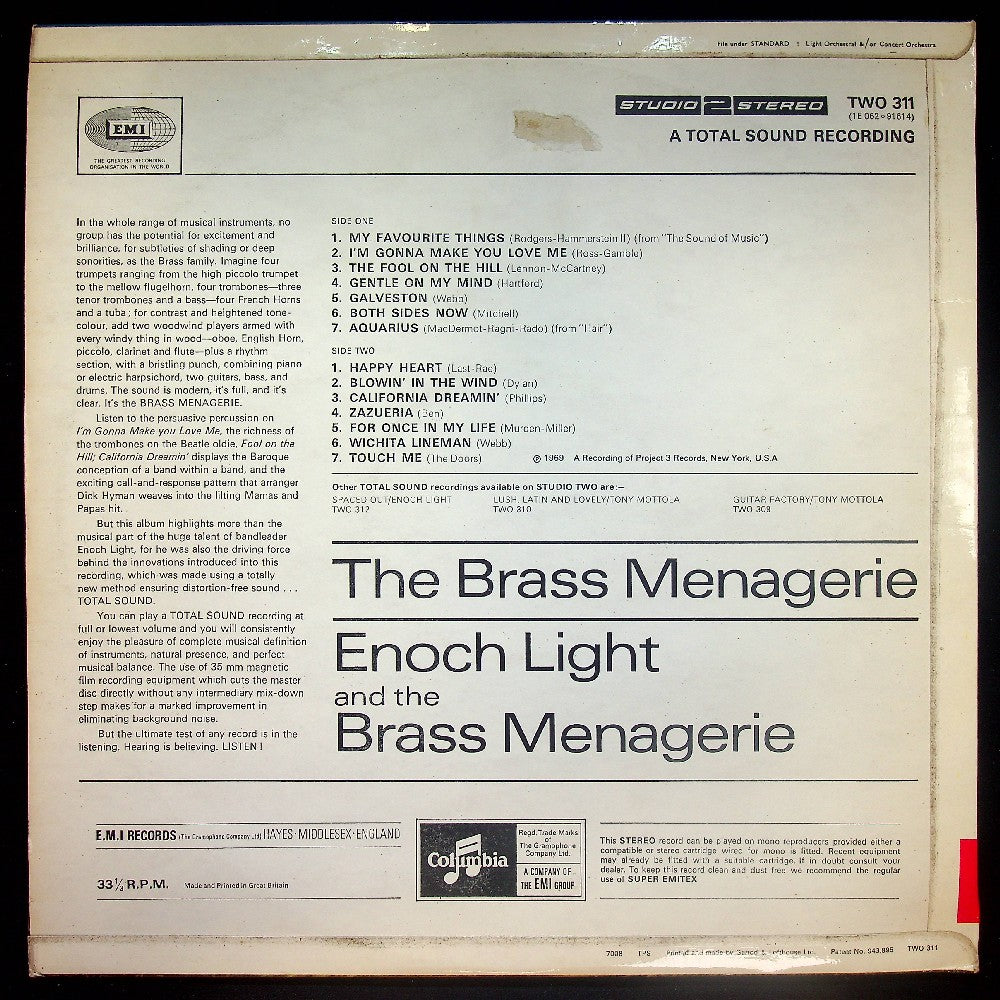 File under STANDARD : Light Orchestral &/or Concert Orchestra
EMI
THE GREATEST RECORDING
ORGANISATION IN THE WORLD
STUDIO 2 STEREO TWO 311
(1E 062 o 91614)
A TOTAL SOUND RECORDING
In the whole range of musical instruments, no
group has the potential for excitement and
brilliance, for subtleties of shading or deep
sonorities, as the Brass family. Imagine four
trumpets ranging from the high piccolo trumpet
to the mellow flugelhorn, four trombones—three
tenor trombones and a bass—four French Horns
and a tuba; for contrast and heightened tone-
colour, add two woodwind players armed with
every windy thing in wood—oboe, English Horn,
piccolo, clarinet and flute—plus a rhythm
section, with a bristling punch, combining piano
or electric harpsichord, two guitars, bass, and
drums. The sound is modern, it's full, and it's
clear. It's the BRASS MENAGERIE.
Listen to the persuasive percussion on
I'm Gonna Make you Love Me, the richness of
the trombones on the Beatle oldie, Fool on the
Hill; California Dreamin' displays the Baroque
conception of a band within a band, and the
exciting call-and-response pattern that arranger
Dick Hyman weaves into the lilting Mamas and
Papas hit.
But this album highlights more than the
musical part of the huge talent of bandleader
Enoch Light, for he was also the driving force
behind the innovations introduced into this
recording, which was made using a totally
new method ensuring distortion-free sound . . .
TOTAL SOUND.
You can play a TOTAL SOUND recording at
full or lowest volume and you will consistently
enjoy the pleasure of complete musical definition
of instruments, natural presence, and perfect
musical balance. The use of 35 mm magnetic
film recording equipment which cuts the master
disc directly without any intermediary mix-down
step makes for a marked improvement in
eliminating background noise.
But the ultimate test of any record is in the
listening. Hearing is believing. LISTEN!
SIDE ONE
1. MY FAVOURITE THINGS (Rodgers-Hammerstein II) (from "The Sound of Music")
2. I'M GONNA MAKE YOU LOVE ME (Ross-Gamble)
3. THE FOOL ON THE HILL (Lennon-McCartney)
4. GENTLE ON MY MIND (Hartford)
5. GALVESTON (Webb)
6. BOTH SIDES NOW (Mitchell)
7. AQUARIUS (MacDermot-Ragni-Rado) (from "Hair")
SIDE TWO
1. HAPPY HEART (Last-Rae)
2. BLOWIN' IN THE WIND (Dylan)
3. CALIFORNIA DREAMIN' (Phillips)
4. ZAZUERIA (Ben)
5. FOR ONCE IN MY LIFE (Murden-Miller)
6. WICHITA LINEMAN (Webb)
7. TOUCH ME (The Doors) ℗ 1969 A Recording of Project 3 Records, New York, U.S.A
Other TOTAL SOUND recordings available on STUDIO TWO are:—
SPACED OUT/ENOCH LIGHT LUSH, LATIN AND LOVELY/TONY MOTTOLA GUITAR FACTORY/TONY MOTTOLA
TWO 312 TWO 310 TWO 309
The Brass Menagerie
Enoch Light
and the
Brass Menagerie
E.M.I RECORDS (The Gramophone Company Ltd) HAYES·MIDDLESEX·ENGLAND
33⅓ R.P.M. Made and Printed in Great Britain
Columbia
Regd. Trade Marks
of The Gramophone
Company Ltd.
A COMPANY OF
THE EMI GROUP
This STEREO record can be played on mono reproducers provided either a
compatible or stereo cartridge wired for mono is fitted. Recent equipment
may already be fitted with a suitable cartridge. if in doubt consult your
dealer. To keep this record clean and dust free we recommend the regular
use of SUPER EMITEX
7008 TPS Printed and made by Garrod & Lofthouse Ltd. Patent No. 943,895 TWO 311